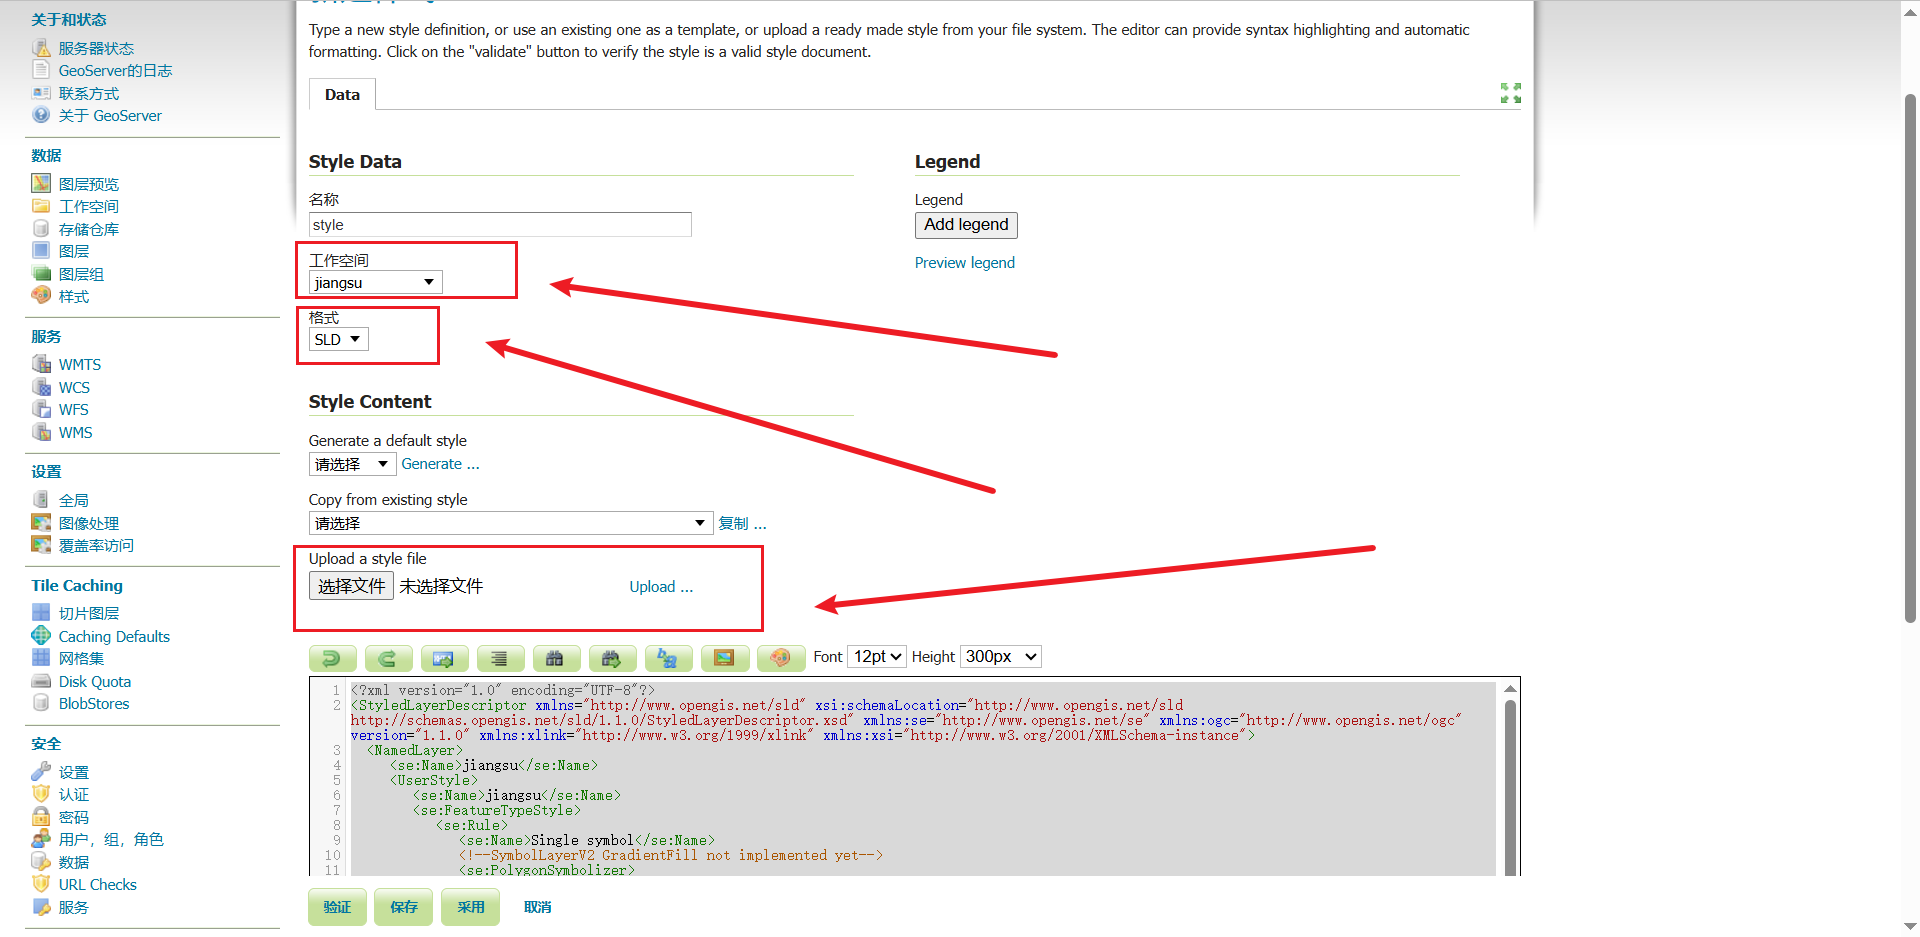 关于和状态
服务器状态
GeoServer的日志
联系方式
关于 GeoServer
数据
图层预览
工作空间
存储仓库
图层
图层组
样式
服务
WMTS
WCS
WFS
WMS
设置
全局
图像处理
覆盖率访问
Tile Caching
切片图层
Caching Defaults
网格集
Disk Quota
BlobStores
安全
设置
认证
密码
用户，组，角色
数据
URL Checks
服务
Type a new style definition, or use an existing one as a template, or upload a ready made style from your file system. The editor can provide syntax highlighting and automatic
formatting. Click on the "validate" button to verify the style is a valid style document.
Data
Style Data
名称
style
工作空间
jiangsu
格式
SLD
Legend
Legend
Add legend
Preview legend
Style Content
Generate a default style
请选择 Generate ...
Copy from existing style
请选择 复制 ...
Upload a style file
选择文件 未选择文件 Upload ...
Font 12pt Height 300px
1 <?xml version="1.0" encoding="UTF-8"?>
2 <StyledLayerDescriptor xmlns="http://www.opengis.net/sld" xsi:schemaLocation="http://www.opengis.net/sld
http://schemas.opengis.net/sld/1.1.0/StyledLayerDescriptor.xsd" xmlns:se="http://www.opengis.net/se" xmlns:ogc="http://www.opengis.net/ogc"
version="1.1.0" xmlns:xlink="http://www.w3.org/1999/xlink" xmlns:xsi="http://www.w3.org/2001/XMLSchema-instance">
3 <NamedLayer>
4 <se:Name>jiangsu</se:Name>
5 <UserStyle>
6 <se:Name>jiangsu</se:Name>
7 <se:FeatureTypeStyle>
8 <se:Rule>
9 <se:Name>Single symbol</se:Name>
10 <!--SymbolLayerV2 GradientFill not implemented yet-->
11 <se:PolygonSymbolizer>
验证 保存 采用 取消